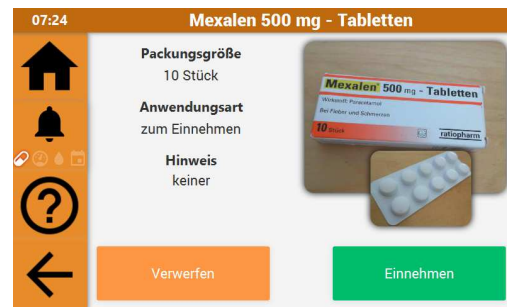 07:24
Mexalen 500 mg - Tabletten
Packungsgröße
10 Stück
Anwendungsart
zum Einnehmen
Hinweis
keiner
Mexalen® 500 mg - Tabletten
Wirkstoff: Paracetamol
Bei Fieber und Schmerzen
10 Stück
ratiopharm
Verwerfen
Einnehmen